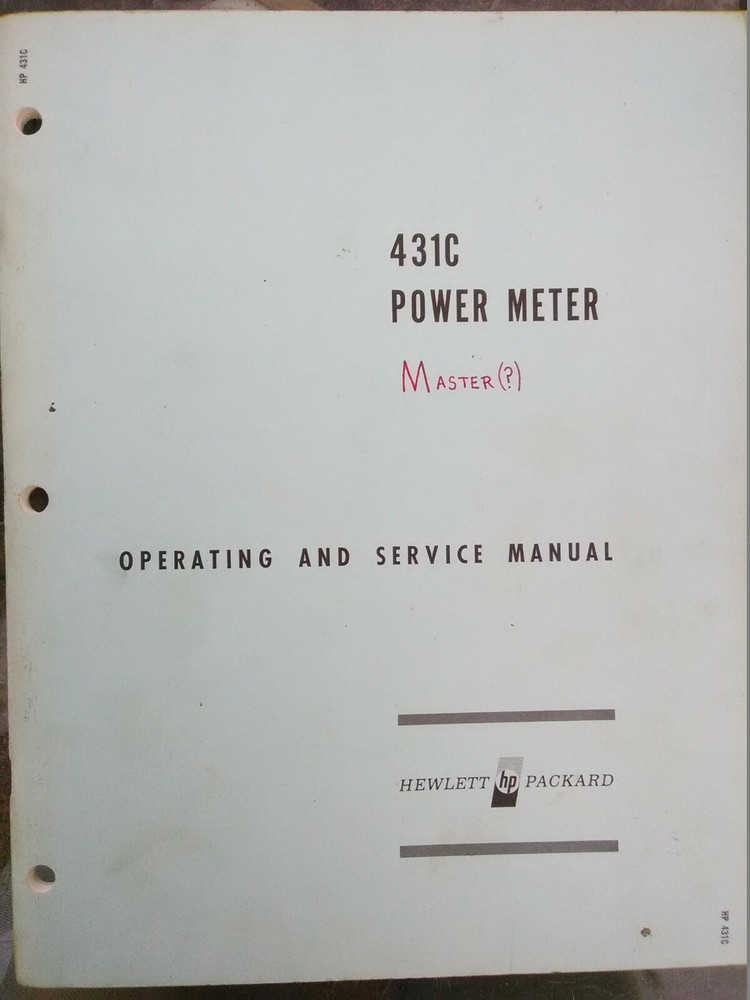 HP 431C
431C
POWER METER
MASTER(?)
OPERATING AND SERVICE MANUAL
HEWLETT hp PACKARD
HP 431C